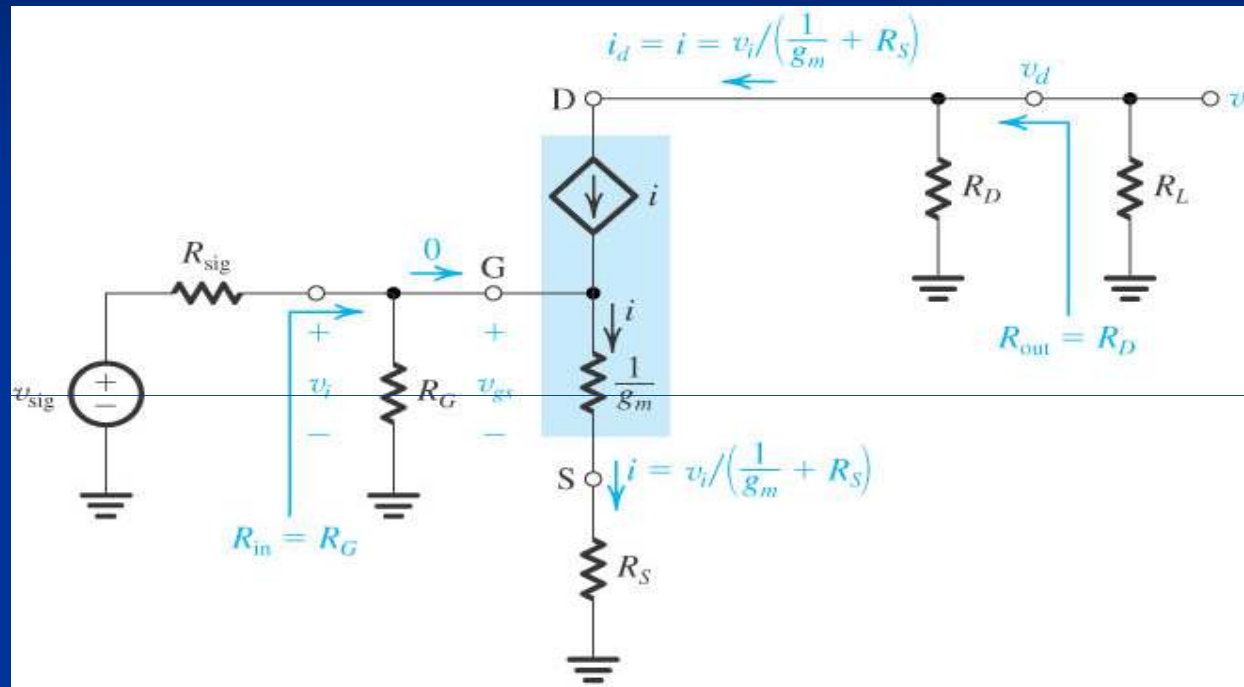 i_d = i = v_i/(1/g_m + R_S)
v_d
D
v
i
R_D
R_L
R_sig
0
G
i
R_out = R_D
+
+
+
−
v_sig
v_i
R_G
v_gs
1/g_m
−
−
S
i = v_i/(1/g_m + R_S)
R_in = R_G
R_S